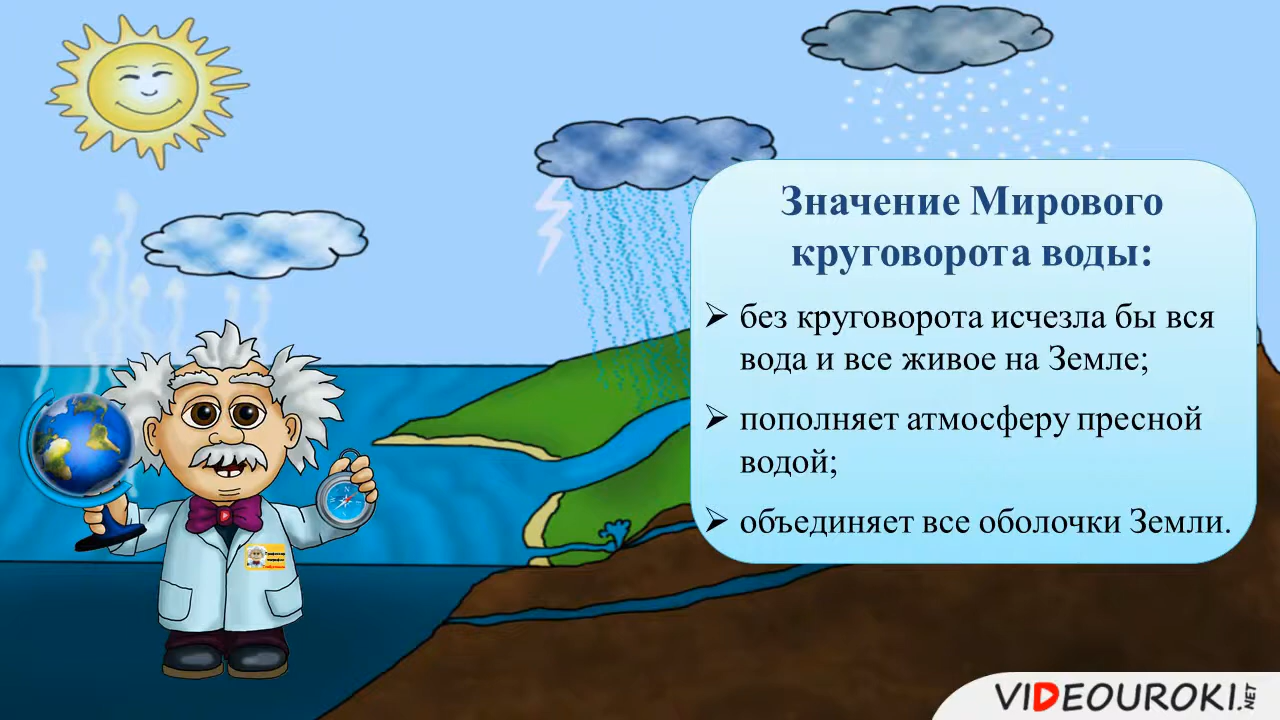 Значение Мирового
круговорота воды:
➢ без круговорота исчезла бы вся
вода и все живое на Земле;
➢ пополняет атмосферу пресной
водой;
➢ объединяет все оболочки Земли.
N
VIDEOUROKI.NET